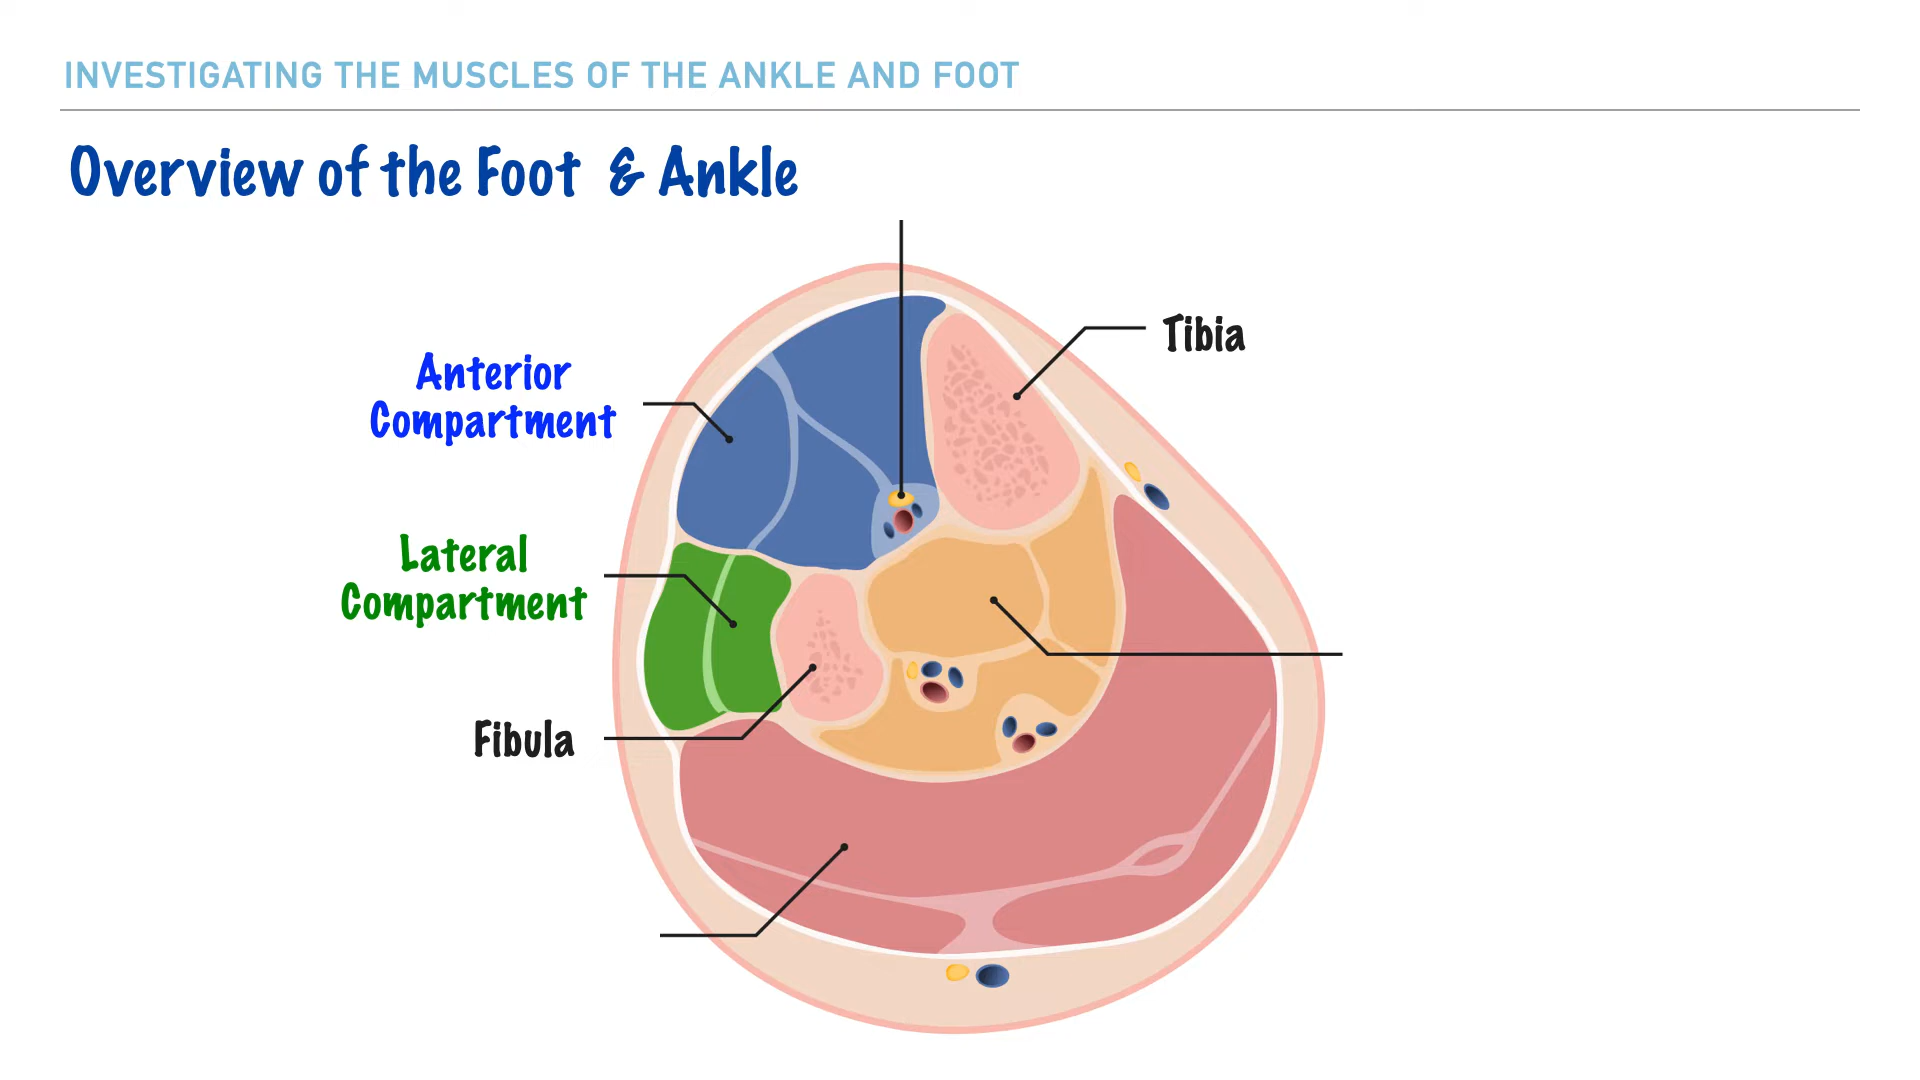 INVESTIGATING THE MUSCLES OF THE ANKLE AND FOOT
Overview of the Foot & Ankle
Tibia
Anterior
Compartment
Lateral
Compartment
Fibula